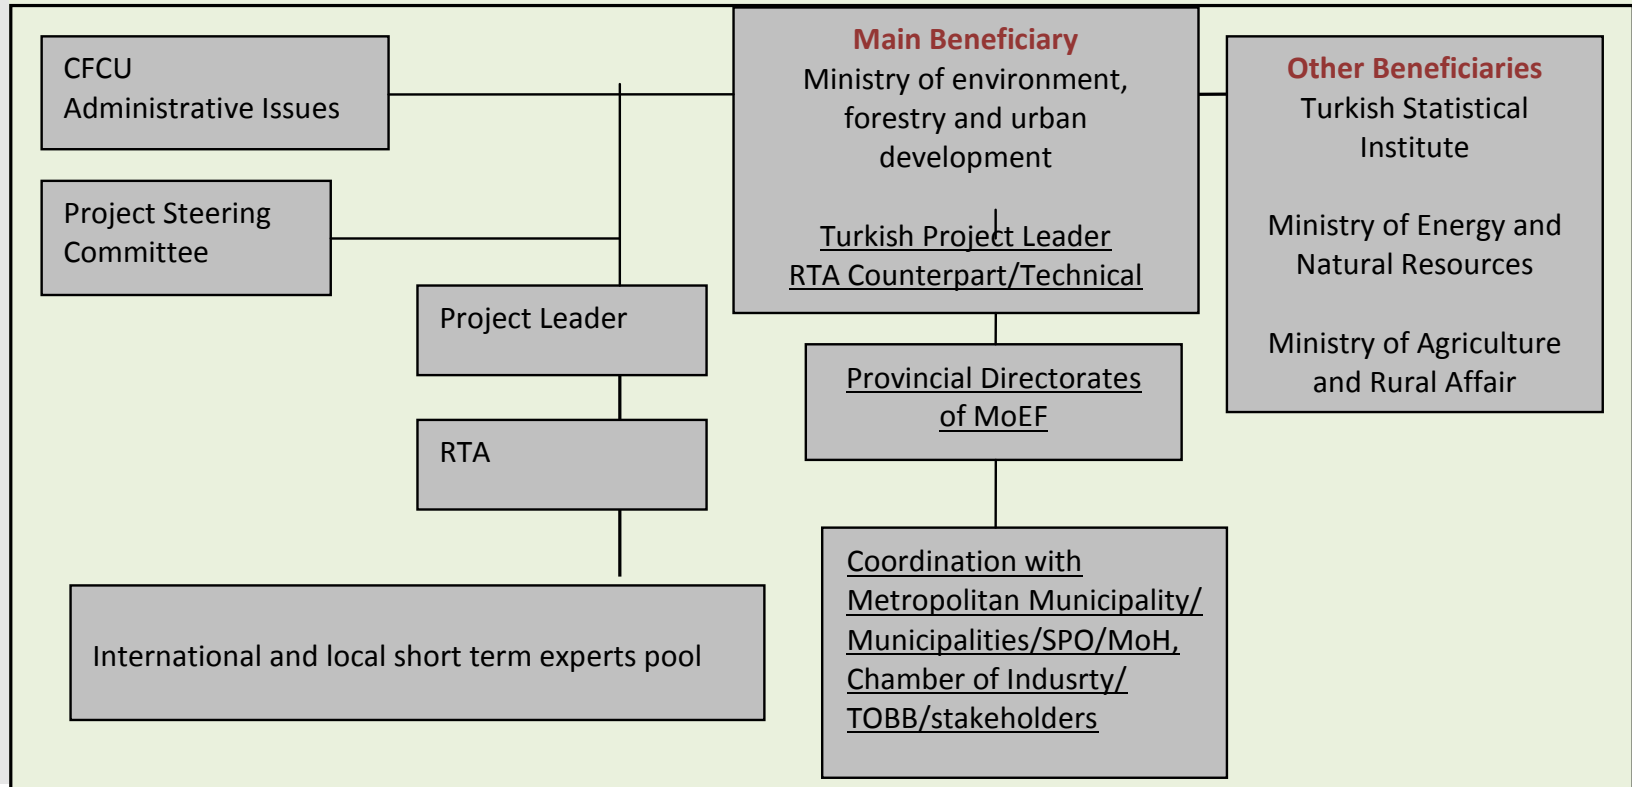 CFCU
Administrative Issues
Project Steering
Committee
Project Leader
RTA
International and local short term experts pool
Main Beneficiary
Ministry of environment,
forestry and urban
development
Turkish Project Leader
RTA Counterpart/Technical
Provincial Directorates
of MoEF
Coordination with
Metropolitan Municipality/
Municipalities/SPO/MoH,
Chamber of Indusrty/
TOBB/stakeholders
Other Beneficiaries
Turkish Statistical
Institute
Ministry of Energy and
Natural Resources
Ministry of Agriculture
and Rural Affair